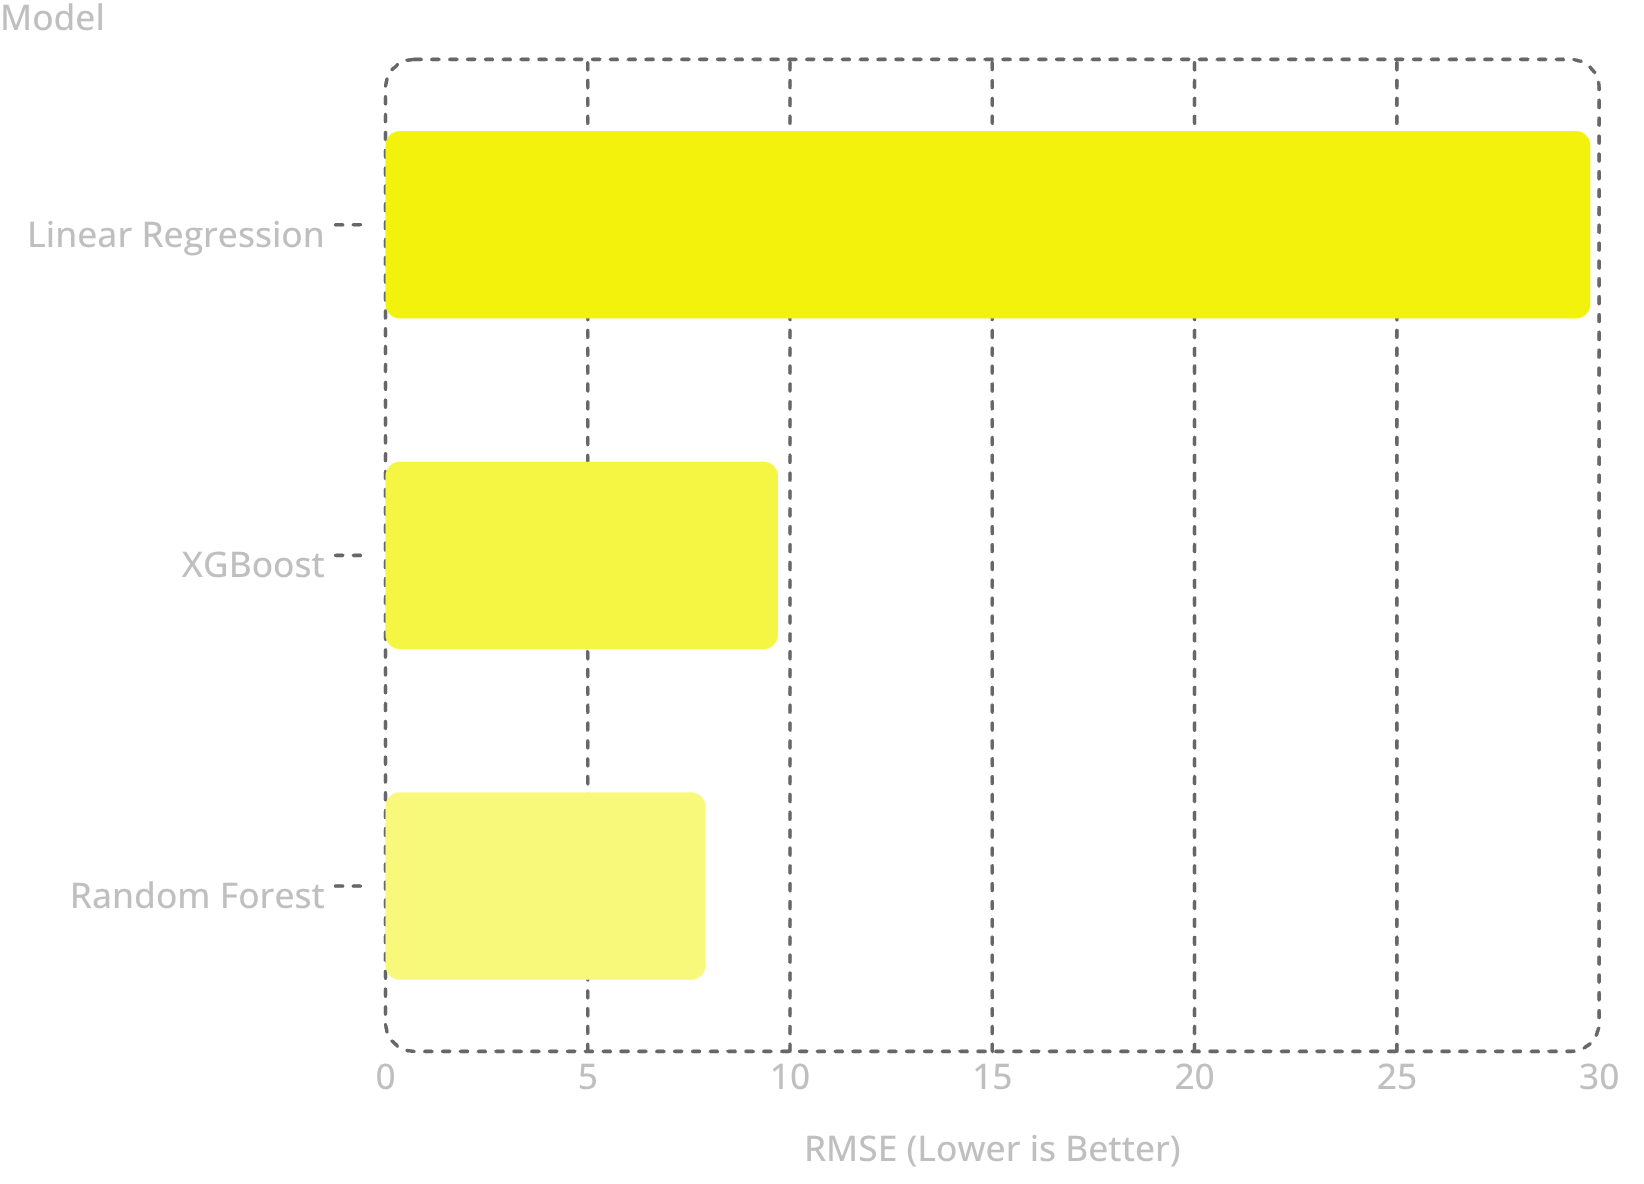 Model
Linear Regression
XGBoost
Random Forest
0 5 10 15 20 25 30
RMSE (Lower is Better)